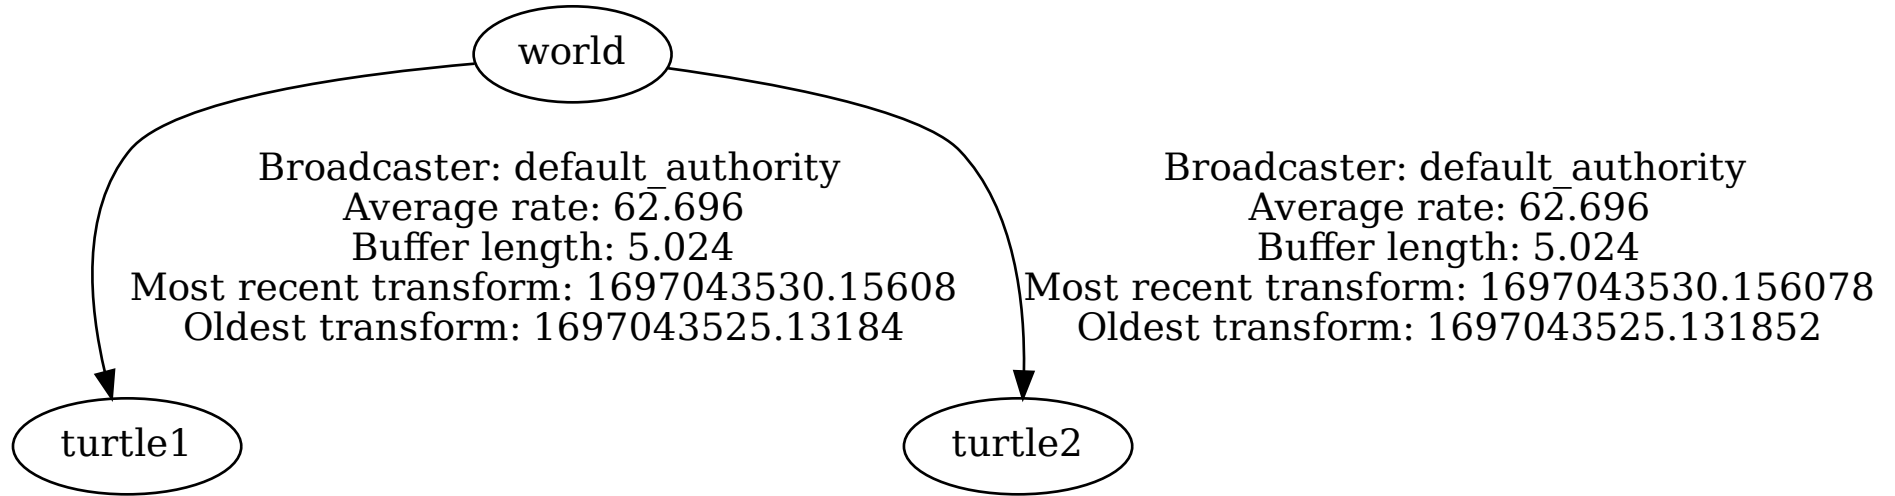 world
Broadcaster: default_authority
Average rate: 62.696
Buffer length: 5.024
Most recent transform: 1697043530.15608
Oldest transform: 1697043525.13184
Broadcaster: default_authority
Average rate: 62.696
Buffer length: 5.024
Most recent transform: 1697043530.156078
Oldest transform: 1697043525.131852
turtle1
turtle2